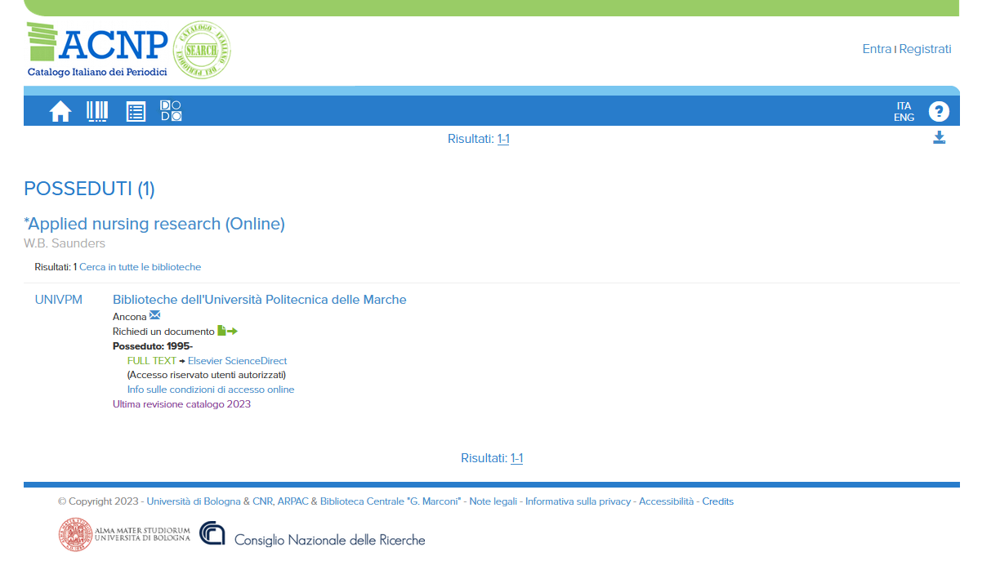 ACNP
Catalogo Italiano dei Periodici
CATALOGO ITALIANO DEI PERIODICI
SEARCH
Entra | Registrati
ITA
ENG
?
Risultati: 1-1
POSSEDUTI (1)
*Applied nursing research (Online)
W.B. Saunders
Risultati: 1 Cerca in tutte le biblioteche
UNIVPM
Biblioteche dell'Università Politecnica delle Marche
Ancona
Richiedi un documento
Posseduto: 1995-
FULL TEXT → Elsevier ScienceDirect
(Accesso riservato utenti autorizzati)
Info sulle condizioni di accesso online
Ultima revisione catalogo 2023
Risultati: 1-1
© Copyright 2023 - Università di Bologna & CNR, ARPAC & Biblioteca Centrale "G. Marconi" - Note legali - Informativa sulla privacy - Accessibilità - Credits
ALMA MATER STUDIORUM
UNIVERSITÀ DI BOLOGNA
Consiglio Nazionale delle Ricerche